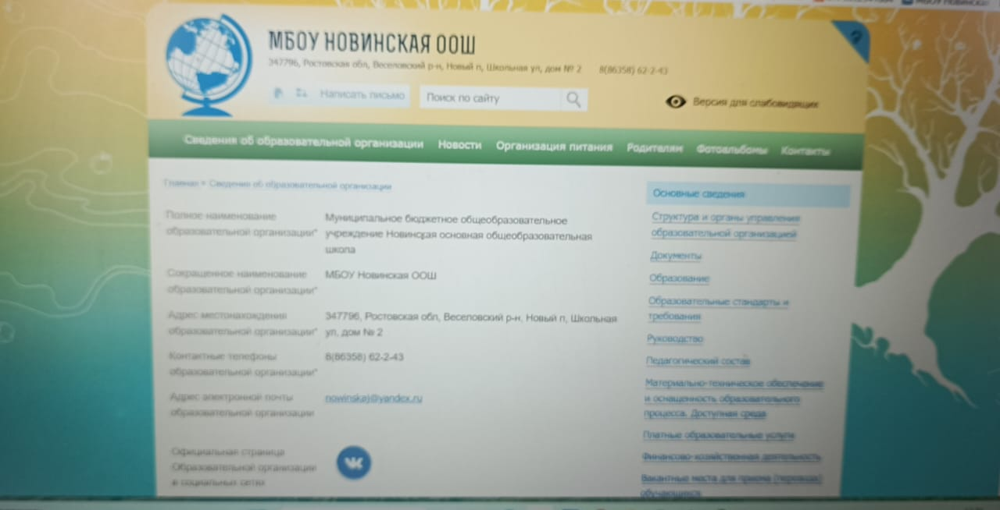 МБОУ НОВИНСКАЯ ООШ
347796, Ростовская обл, Веселовский р-н, Новый п, Школьная ул, дом № 2 8(86358) 62-2-43
Написать письмо
Поиск по сайту
Версия для слабовидящих
Сведения об образовательной организации Новости Организация питания Родителям Фотоальбомы Контакты
Главная » Сведения об образовательной организации
Полное наименование
образовательной организации*
Муниципальное бюджетное общеобразовательное
учреждение Новинская основная общеобразовательная
школа
Сокращенное наименование
образовательной организации*
МБОУ Новинская ООШ
Адрес местонахождения
образовательной организации*
347796, Ростовская обл, Веселовский р-н, Новый п, Школьная
ул, дом № 2
Контактные телефоны
образовательной организации*
8(86358) 62-2-43
Адрес электронной почты
образовательной организации
nowinskaj@yandex.ru
Официальная страница
Образовательной организации
в социальных сетях
Основные сведения
Структура и органы управления
образовательной организацией
Документы
Образование
Образовательные стандарты и
требования
Руководство
Педагогический состав
Материально-техническое обеспечение
и оснащенность образовательного
процесса. Доступная среда
Платные образовательные услуги
Финансово-хозяйственная деятельность
Вакантные места для приема (перевода)
обучающихся